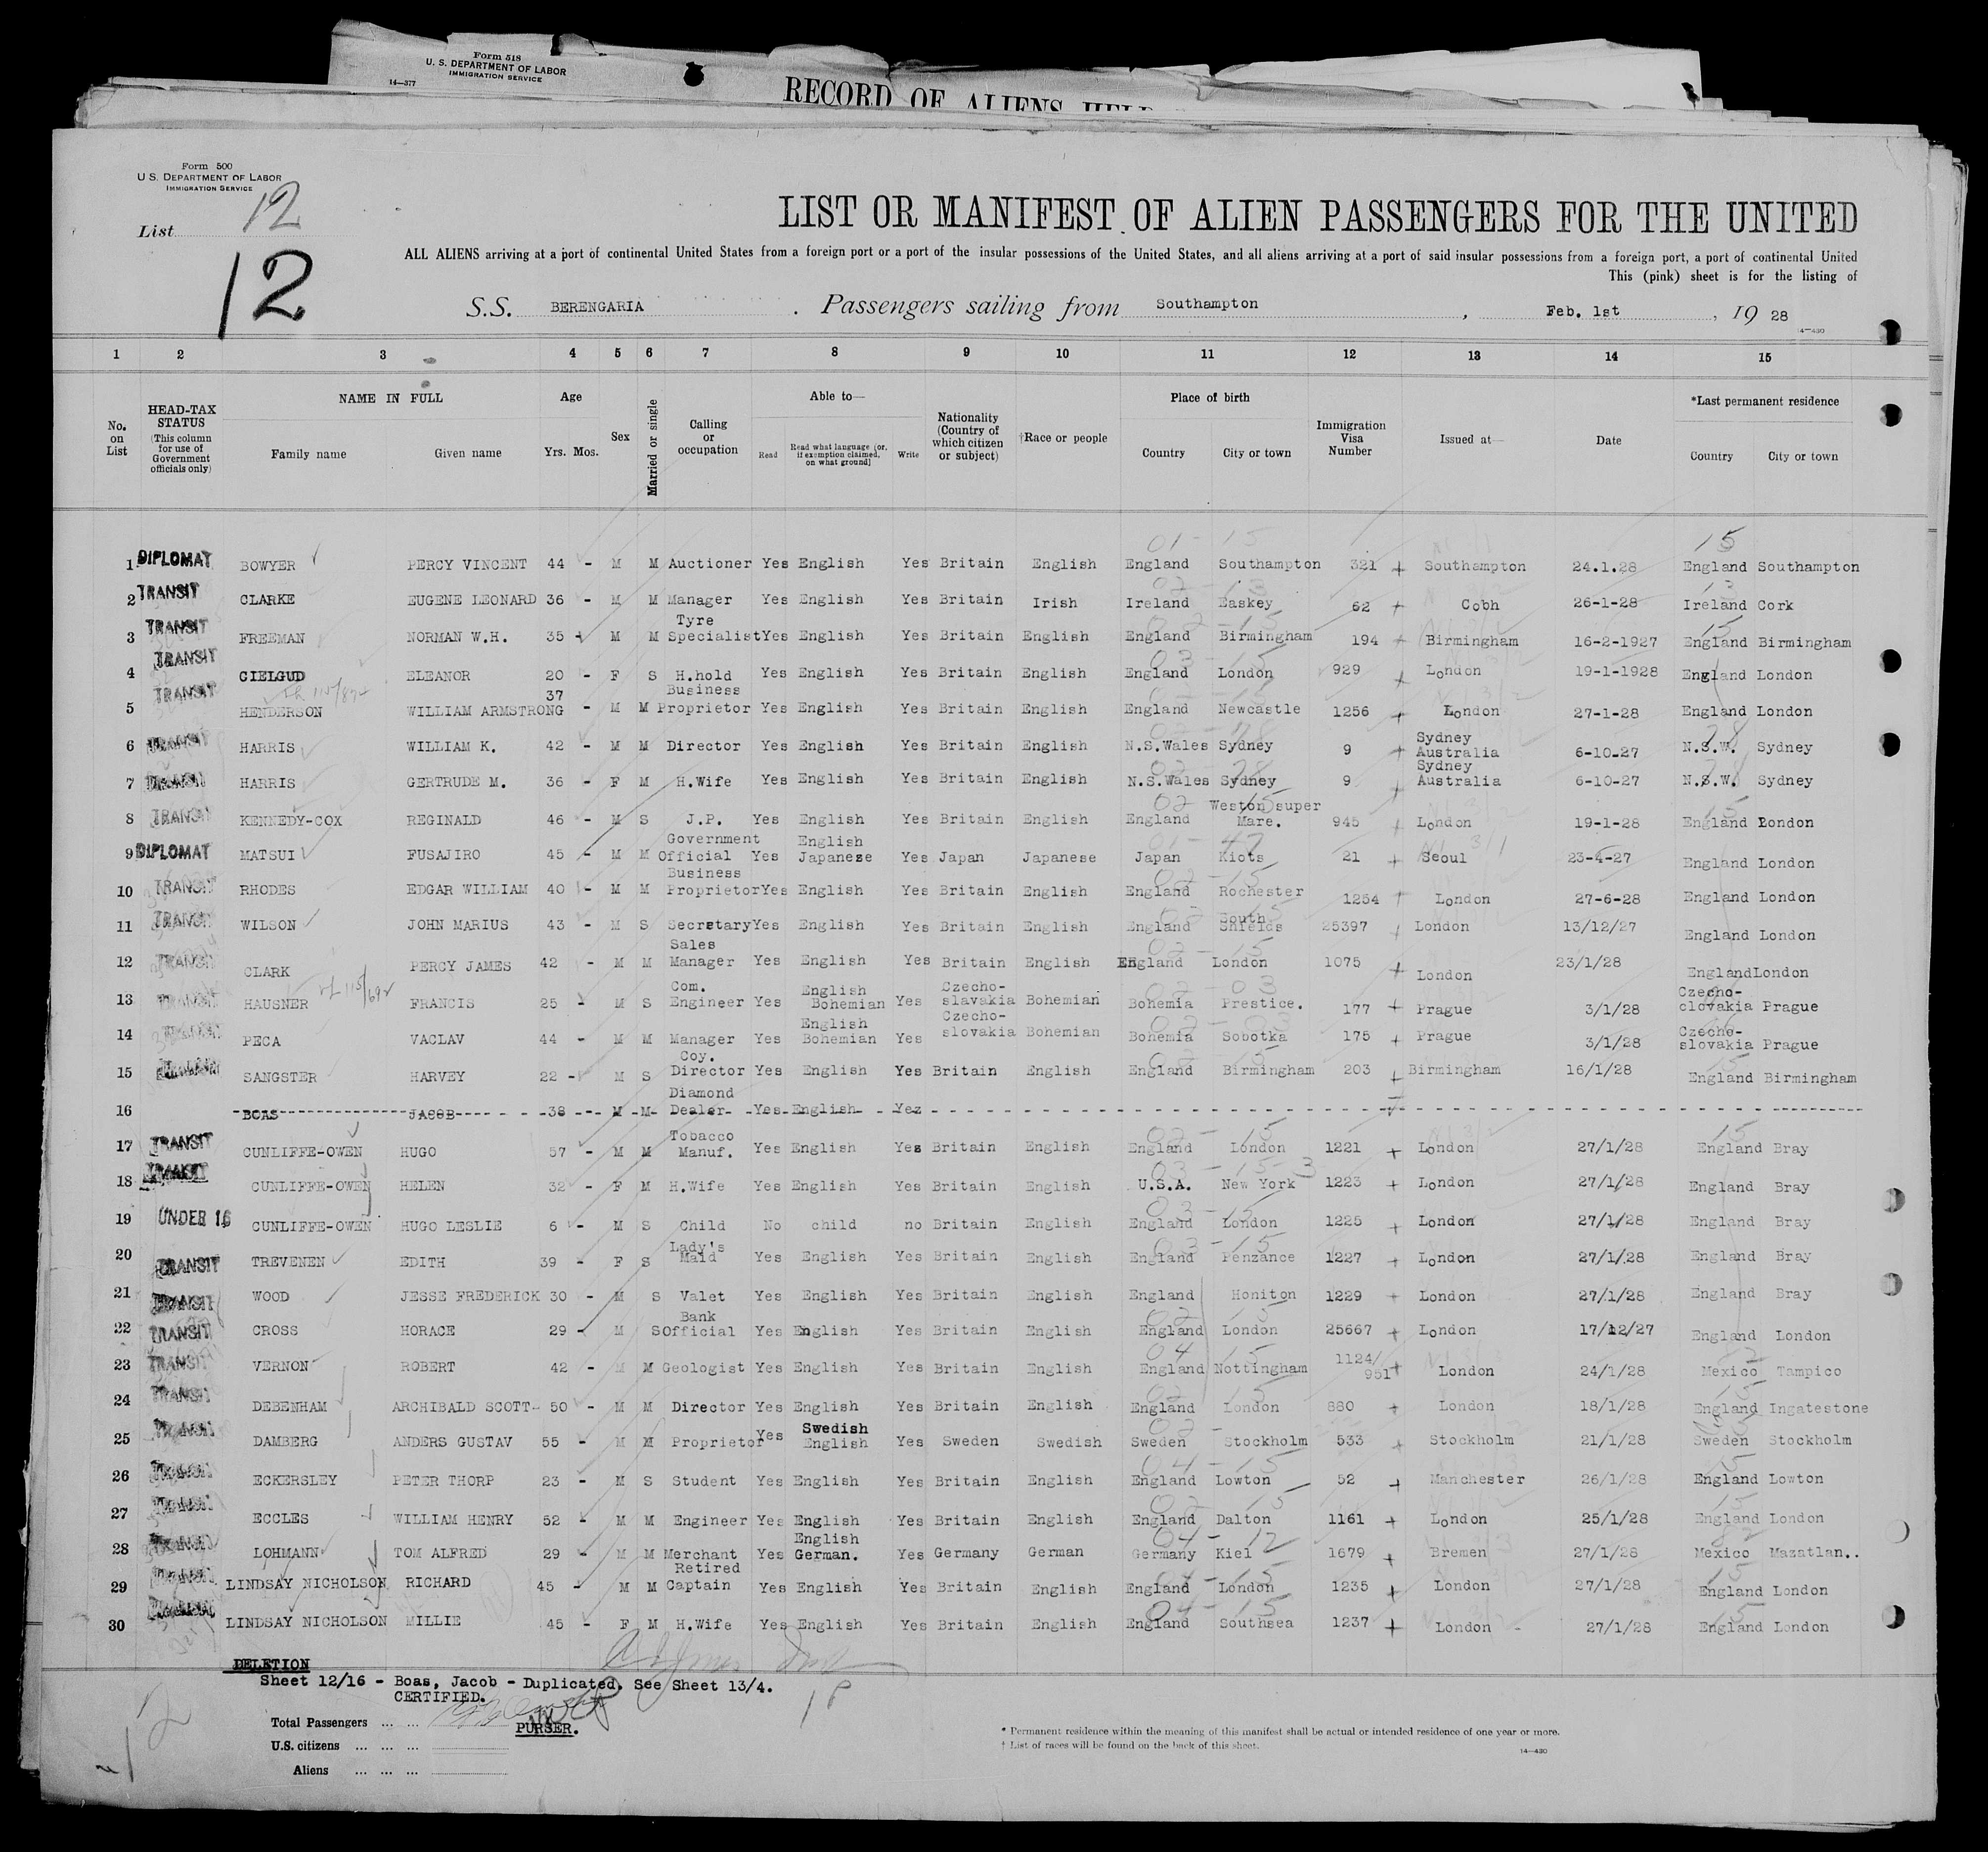 Form 518
U. S. DEPARTMENT OF LABOR
IMMIGRATION SERVICE
14—377
RECORD OF ALIENS HELD
Form 500
U S. DEPARTMENT OF LABOR
IMMIGRATION SERVICE
List 12
12
LIST OR MANIFEST OF ALIEN PASSENGERS FOR THE UNITED
ALL ALIENS arriving at a port of continental United States from a foreign port or a port of the insular possessions of the United States, and all aliens arriving at a port of said insular possessions from a foreign port, a port of continental United
This (pink) sheet is for the listing of
S.S. BERENGARIA . Passengers sailing from Southampton , Feb. 1st , 19 28
14—430
1 2 3 4 5 6 7 8 9 10 11 12 13 14 15
No. on List
HEAD-TAX STATUS (This column for use of Government officials only)
NAME IN FULL
Family name Given name
Age
Yrs. Mos.
Sex
Married or single
Calling or occupation
Able to—
Read Read what language [or, if exemption claimed, on what ground] Write
Nationality (Country of which citizen or subject)
†Race or people
Place of birth
Country City or town
Immigration Visa Number
Issued at—
Date
*Last permanent residence
Country City or town
1 DIPLOMAT BOWYER PERCY VINCENT 44 - M M Auctioner Yes English Yes Britain English England Southampton 321 + Southampton 24.1.28 England Southampton
2 TRANSIT CLARKE EUGENE LEONARD 36 - M M Manager Yes English Yes Britain Irish Ireland Easkey 62 + Cobh 26-1-28 Ireland Cork
3 TRANSIT FREEMAN NORMAN W.H. 35 - M M Tyre Specialist Yes English Yes Britain English England Birmingham 194 + Birmingham 16-2-1927 England Birmingham
4 TRANSIT GIELGUD ELEANOR 20 - F S H.hold Yes English Yes Britain English England London 929 + London 19-1-1928 England London
5 TRANSIT HENDERSON WILLIAM ARMSTRONG 37 - M M Business Proprietor Yes English Yes Britain English England Newcastle 1256 + London 27-1-28 England London
6 TRANSIT HARRIS WILLIAM K. 42 - M M Director Yes English Yes Britain English N.S.Wales Sydney 9 + Sydney Australia 6-10-27 N.S.W. Sydney
7 TRANSIT HARRIS GERTRUDE M. 36 - F M H.Wife Yes English Yes Britain English N.S.Wales Sydney 9 + Sydney Australia 6-10-27 N.S.W. Sydney
8 TRANSIT KENNEDY-COX REGINALD 46 - M S J.P. Yes English Yes Britain English England Weston super Mare. 945 + London 19-1-28 England London
9 DIPLOMAT MATSUI FUSAJIRO 45 - M M Government Official Yes English Japanese Yes Japan Japanese Japan Kioto 21 + Seoul 23-4-27 England London
10 TRANSIT RHODES EDGAR WILLIAM 40 - M M Business Proprietor Yes English Yes Britain English England Rochester 1254 + London 27-6-28 England London
11 TRANSIT WILSON JOHN MARIUS 43 - M S Secretary Yes English Yes Britain English England South Shields 25397 + London 13/12/27 England London
12 TRANSIT CLARK PERCY JAMES 42 - M M Sales Manager Yes English Yes Britain English England London 1075 + London 23/1/28 England London
13 TRANSIT HAUSNER FRANCIS 25 - M S Com. Engineer Yes English Bohemian Yes Czecho-slavakia Bohemian Bohemia Prestice. 177 + Prague 3/1/28 Czecho-clovakia Prague
14 TRANSIT PECA VACLAV 44 - M M Manager Yes English Bohemian Yes Czecho-slovakia Bohemian Bohemia Sobotka 175 + Prague 3/1/28 Czecho-slovakia Prague
15 TRANSIT SANGSTER HARVEY 22 - M S Coy. Director Yes English Yes Britain English England Birmingham 203 + Birmingham 16/1/28 England Birmingham
16 BOAS JACOB 38 - M M Diamond Dealer Yes English Yes
17 TRANSIT CUNLIFFE-OWEN HUGO 57 - M M Tobacco Manuf. Yes English Yes Britain English England London 1221 + London 27/1/28 England Bray
18 TRANSIT CUNLIFFE-OWEN HELEN 32 - F M H.Wife Yes English Yes Britain English U.S.A. New York 1223 + London 27/1/28 England Bray
19 UNDER 16 CUNLIFFE-OWEN HUGO LESLIE 6 - M S Child No child no Britain English England London 1225 + London 27/1/28 England Bray
20 TRANSIT TREVENEN EDITH 39 - F S Lady's Maid Yes English Yes Britain English England Penzance 1227 + London 27/1/28 England Bray
21 TRANSIT WOOD JESSE FREDERICK 30 - M S Valet Yes English Yes Britain English England Honiton 1229 + London 27/1/28 England Bray
22 TRANSIT CROSS HORACE 29 - M S Bank Official Yes English Yes Britain English England London 25667 + London 17/12/27 England London
23 TRANSIT VERNON ROBERT 42 - M M Geologist Yes English Yes Britain English England Nottingham 1124/951 + London 24/1/28 Mexico Tampico
24 TRANSIT DEBENHAM ARCHIBALD SCOTT- 50 - M M Director Yes English Yes Britain English England London 880 + London 18/1/28 England Ingatestone
25 TRANSIT DAMBERG ANDERS GUSTAV 55 - M M Proprietor Yes Swedish English Yes Sweden Swedish Sweden Stockholm 533 + Stockholm 21/1/28 Sweden Stockholm
26 TRANSIT ECKERSLEY PETER THORP 23 - M S Student Yes English Yes Britain English England Lowton 52 + Manchester 26/1/28 England Lowton
27 TRANSIT ECCLES WILLIAM HENRY 52 - M M Engineer Yes English Yes Britain English England Dalton 1161 + London 25/1/28 England London
28 TRANSIT LOHMANN TOM ALFRED 29 - M M Merchant Yes English German. Yes Germany German Germany Kiel 1679 + Bremen 27/1/28 Mexico Mazatlan..
29 TRANSIT LINDSAY NICHOLSON RICHARD 45 - M M Retired Captain Yes English Yes Britain English England London 1235 + London 27/1/28 England London
30 LINDSAY NICHOLSON MILLIE 45 - F M H.Wife Yes English Yes Britain English England Southsea 1237 + London - 27/1/28 England London
DELETION
Sheet 12/16 - Boas, Jacob - Duplicated. See Sheet 13/4.
CERTIFIED.
PURSER.
Total Passengers ... ...
U.S. citizens ... ... ...
Aliens ... ... ...
* Permanent residence within the meaning of this manifest shall be actual or intended residence of one year or more.
† List of races will be found on the back of this sheet.
14—430